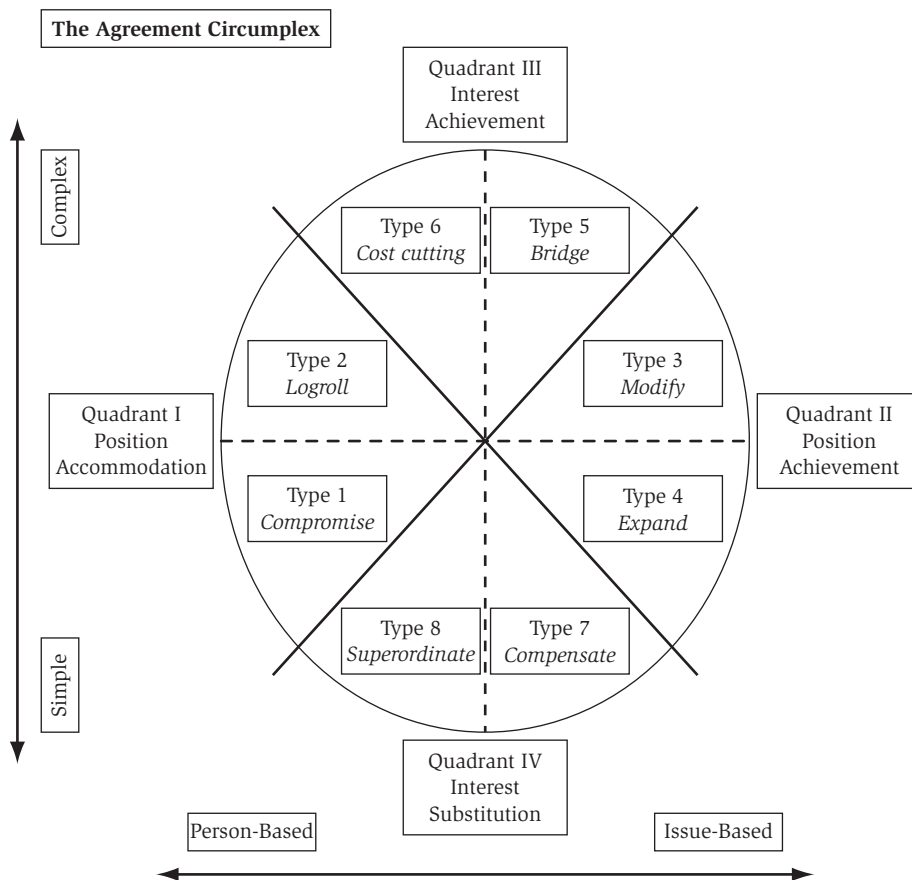 The Agreement Circumplex
Quadrant III
Interest
Achievement
Complex
Type 6
Cost cutting
Type 5
Bridge
Type 2
Logroll
Type 3
Modify
Quadrant I
Position
Accommodation
Quadrant II
Position
Achievement
Type 1
Compromise
Type 4
Expand
Type 8
Superordinate
Type 7
Compensate
Simple
Quadrant IV
Interest
Substitution
Person-Based
Issue-Based